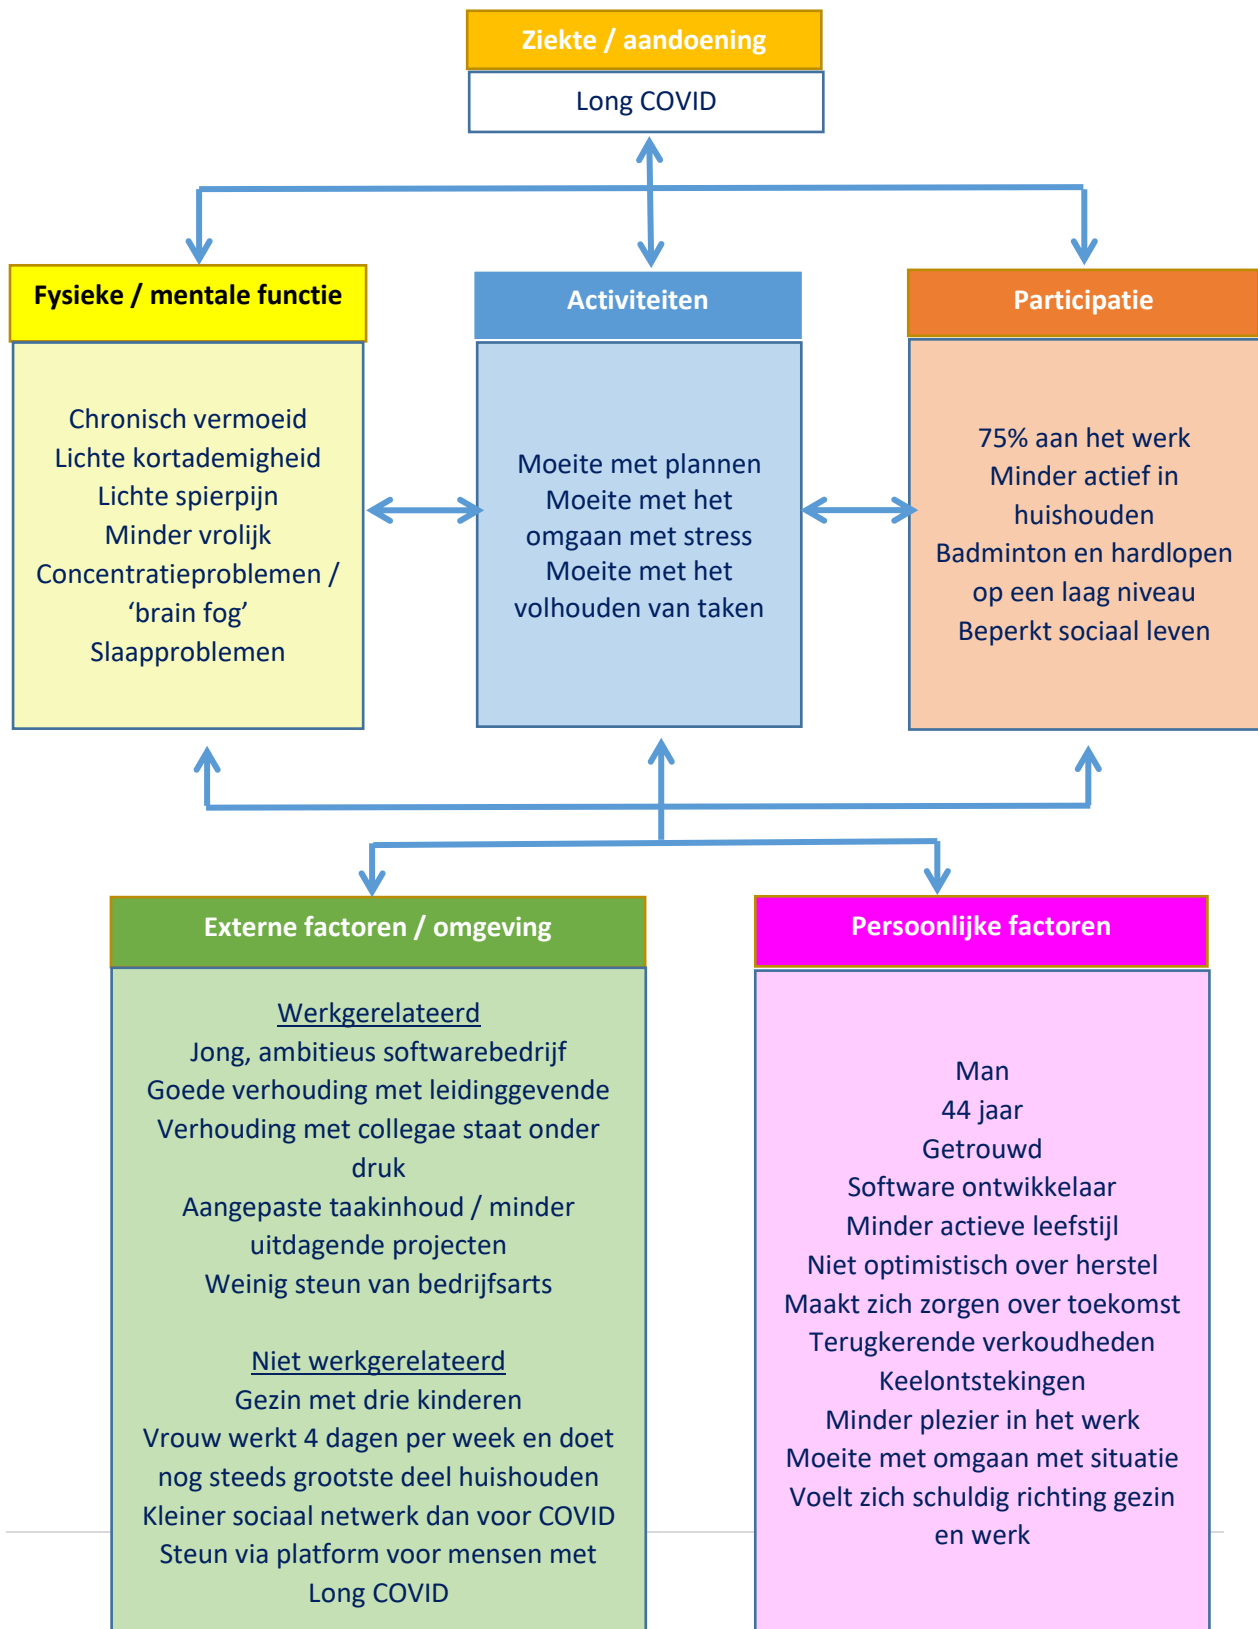 Ziekte / aandoening
Long COVID
Fysieke / mentale functie
Chronisch vermoeid
Lichte kortademigheid
Lichte spierpijn
Minder vrolijk
Concentratieproblemen /
‘brain fog’
Slaapproblemen
Activiteiten
Moeite met plannen
Moeite met het
omgaan met stress
Moeite met het
volhouden van taken
Participatie
75% aan het werk
Minder actief in
huishouden
Badminton en hardlopen
op een laag niveau
Beperkt sociaal leven
Externe factoren / omgeving
Werkgerelateerd
Jong, ambitieus softwarebedrijf
Goede verhouding met leidinggevende
Verhouding met collegae staat onder
druk
Aangepaste taakinhoud / minder
uitdagende projecten
Weinig steun van bedrijfsarts
Niet werkgerelateerd
Gezin met drie kinderen
Vrouw werkt 4 dagen per week en doet
nog steeds grootste deel huishouden
Kleiner sociaal netwerk dan voor COVID
Steun via platform voor mensen met
Long COVID
Persoonlijke factoren
Man
44 jaar
Getrouwd
Software ontwikkelaar
Minder actieve leefstijl
Niet optimistisch over herstel
Maakt zich zorgen over toekomst
Terugkerende verkoudheden
Keelontstekingen
Minder plezier in het werk
Moeite met omgaan met situatie
Voelt zich schuldig richting gezin
en werk